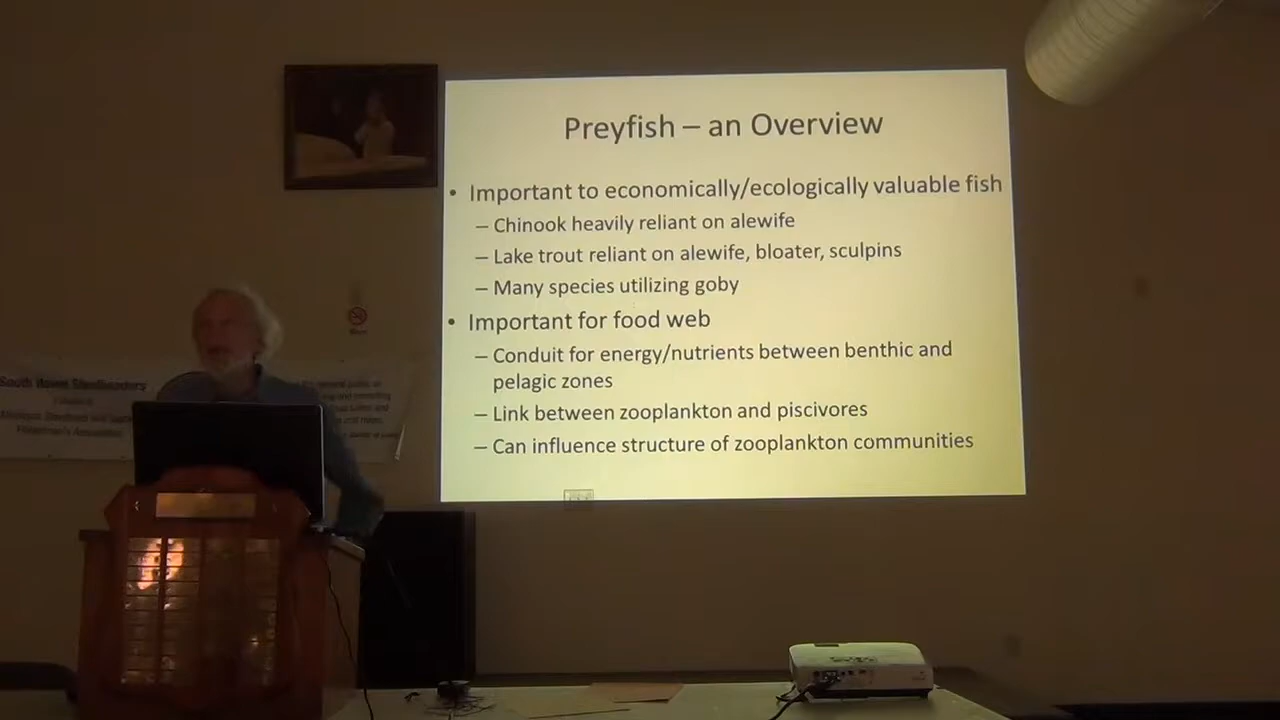 Preyfish – an Overview
• Important to economically/ecologically valuable fish
– Chinook heavily reliant on alewife
– Lake trout reliant on alewife, bloater, sculpins
– Many species utilizing goby
• Important for food web
– Conduit for energy/nutrients between benthic and
pelagic zones
– Link between zooplankton and piscivores
– Can influence structure of zooplankton communities
South Haven Steelheaders